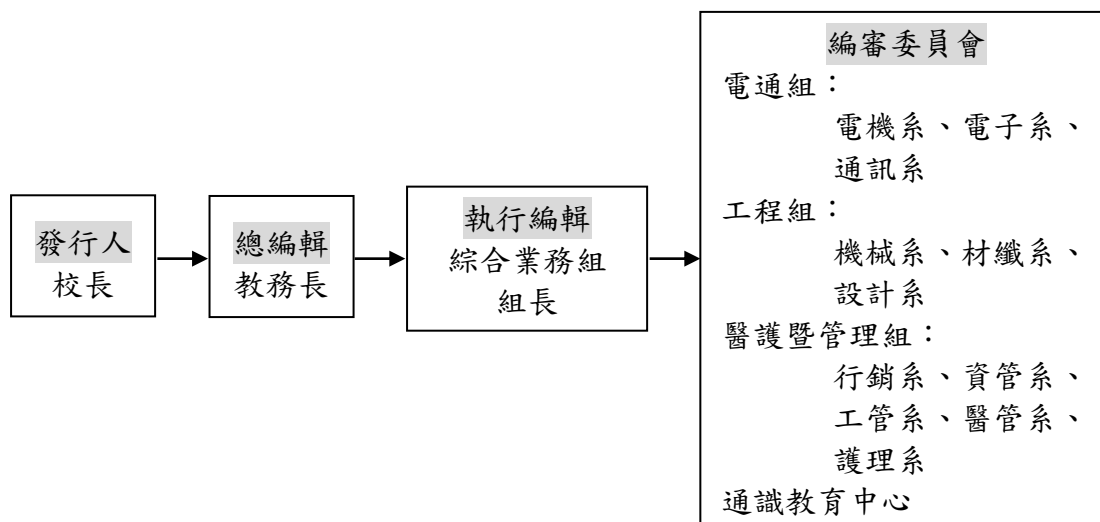 發行人
校長
總編輯
教務長
執行編輯
綜合業務組
組長
編審委員會
電通組：
電機系、電子系、
通訊系
工程組：
機械系、材纖系、
設計系
醫護暨管理組：
行銷系、資管系、
工管系、醫管系、
護理系
通識教育中心